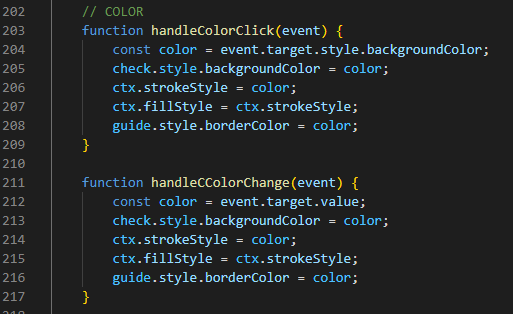 202 // COLOR
203 function handleColorClick(event) {
204 const color = event.target.style.backgroundColor;
205 check.style.backgroundColor = color;
206 ctx.strokeStyle = color;
207 ctx.fillStyle = ctx.strokeStyle;
208 guide.style.borderColor = color;
209 }
210
211 function handleCColorChange(event) {
212 const color = event.target.value;
213 check.style.backgroundColor = color;
214 ctx.strokeStyle = color;
215 ctx.fillStyle = ctx.strokeStyle;
216 guide.style.borderColor = color;
217 }